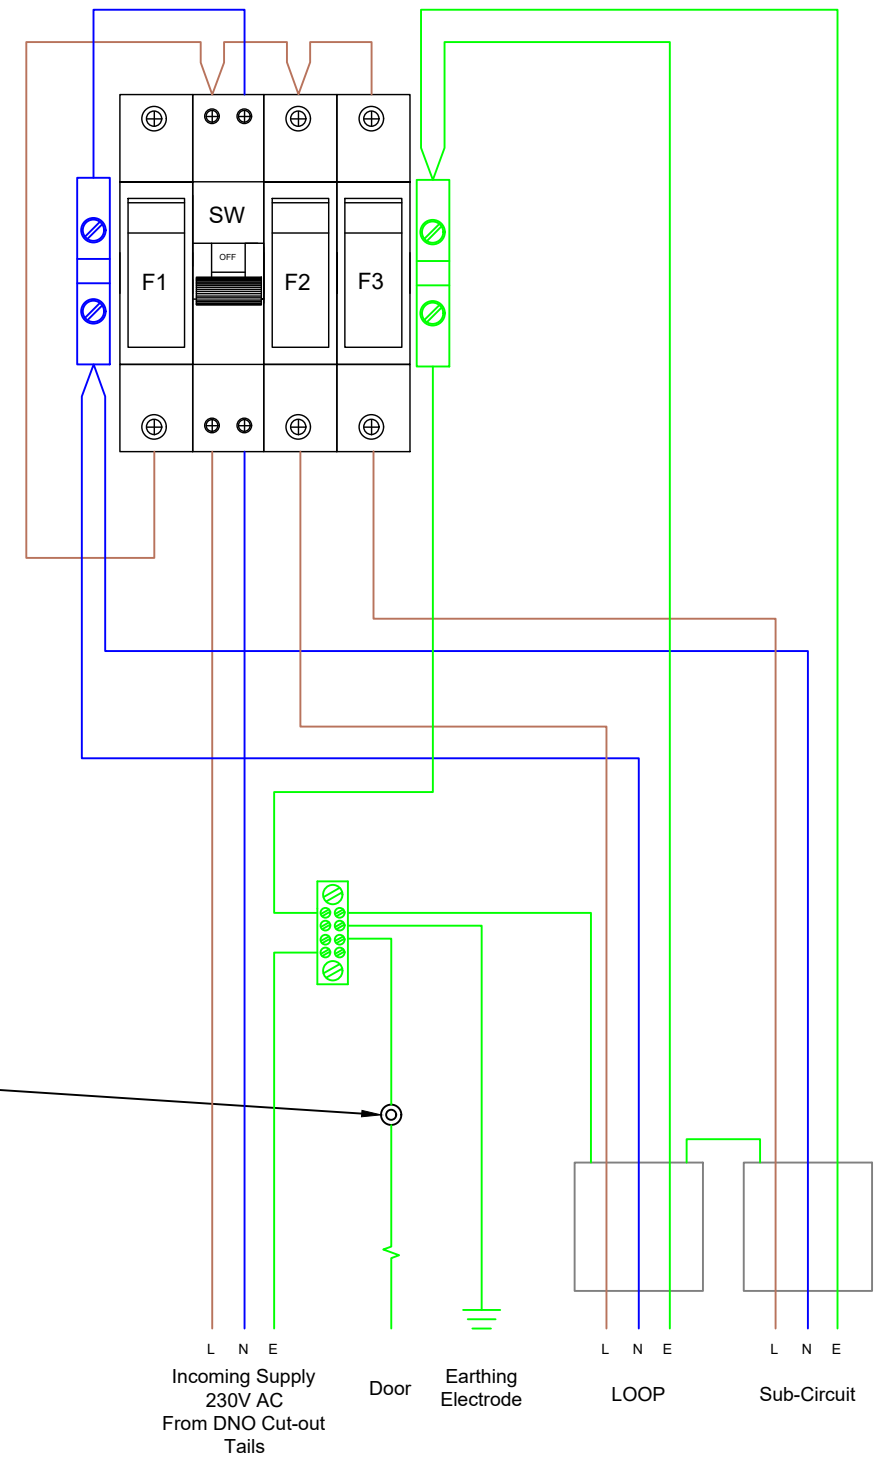 SW
OFF
F1
F2
F3
L N E
L N E
L N E
Incoming Supply
230V AC
From DNO Cut-out
Tails
Door
Earthing
Electrode
LOOP
Sub-Circuit